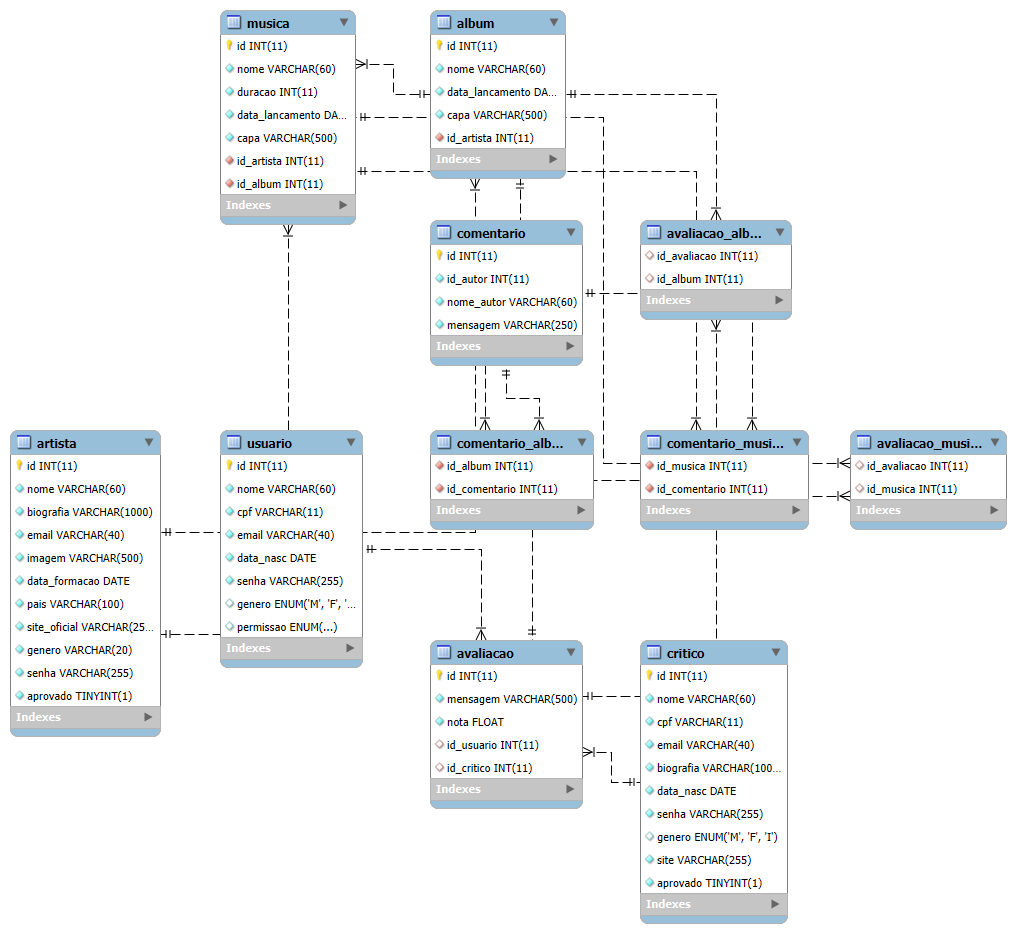 musica
id INT(11)
nome VARCHAR(60)
duracao INT(11)
data_lancamento DA...
capa VARCHAR(500)
id_artista INT(11)
id_album INT(11)
Indexes
album
id INT(11)
nome VARCHAR(60)
data_lancamento DA...
capa VARCHAR(500)
id_artista INT(11)
Indexes
comentario
id INT(11)
id_autor INT(11)
nome_autor VARCHAR(60)
mensagem VARCHAR(250)
Indexes
avaliacao_alb...
id_avaliacao INT(11)
id_album INT(11)
Indexes
artista
id INT(11)
nome VARCHAR(60)
biografia VARCHAR(1000)
email VARCHAR(40)
imagem VARCHAR(500)
data_formacao DATE
pais VARCHAR(100)
site_oficial VARCHAR(25...
genero VARCHAR(20)
senha VARCHAR(255)
aprovado TINYINT(1)
Indexes
usuario
id INT(11)
nome VARCHAR(60)
cpf VARCHAR(11)
email VARCHAR(40)
data_nasc DATE
senha VARCHAR(255)
genero ENUM('M', 'F', '...
permissao ENUM(...)
Indexes
comentario_alb...
id_album INT(11)
id_comentario INT(11)
Indexes
comentario_musi...
id_musica INT(11)
id_comentario INT(11)
Indexes
avaliacao_musi...
id_avaliacao INT(11)
id_musica INT(11)
Indexes
avaliacao
id INT(11)
mensagem VARCHAR(500)
nota FLOAT
id_usuario INT(11)
id_critico INT(11)
Indexes
critico
id INT(11)
nome VARCHAR(60)
cpf VARCHAR(11)
email VARCHAR(40)
biografia VARCHAR(100...
data_nasc DATE
senha VARCHAR(255)
genero ENUM('M', 'F', 'I')
site VARCHAR(255)
aprovado TINYINT(1)
Indexes